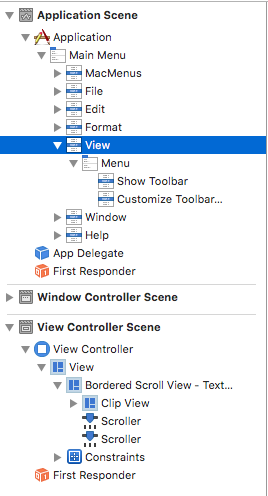 Application Scene
Application
Main Menu
MacMenus
File
Edit
Format
View
Menu
Show Toolbar
Customize Toolbar...
Window
Help
App Delegate
First Responder
Window Controller Scene
View Controller Scene
View Controller
View
Bordered Scroll View - Text...
Clip View
Scroller
Scroller
Constraints
First Responder